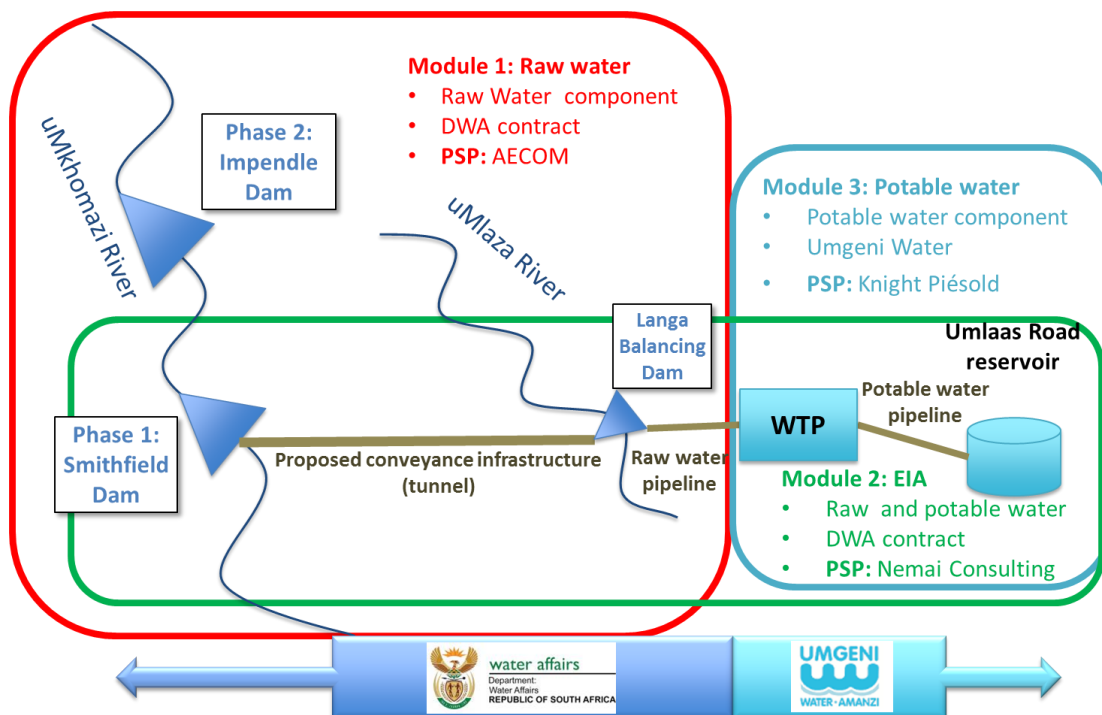 uMkhomazi River
Phase 2:
Impendle
Dam
Module 1: Raw water
• Raw Water component
• DWA contract
• PSP: AECOM
uMlaza River
Module 3: Potable water
• Potable water component
• Umgeni Water
• PSP: Knight Piésold
Langa
Balancing
Dam
Umlaas Road
reservoir
Phase 1:
Smithfield
Dam
Proposed conveyance infrastructure
(tunnel)
Raw water
pipeline
WTP
Potable water
pipeline
Module 2: EIA
• Raw and potable water
• DWA contract
• PSP: Nemai Consulting
water affairs
Department:
Water Affairs
REPUBLIC OF SOUTH AFRICA
UMGENI
WATER·AMANZI